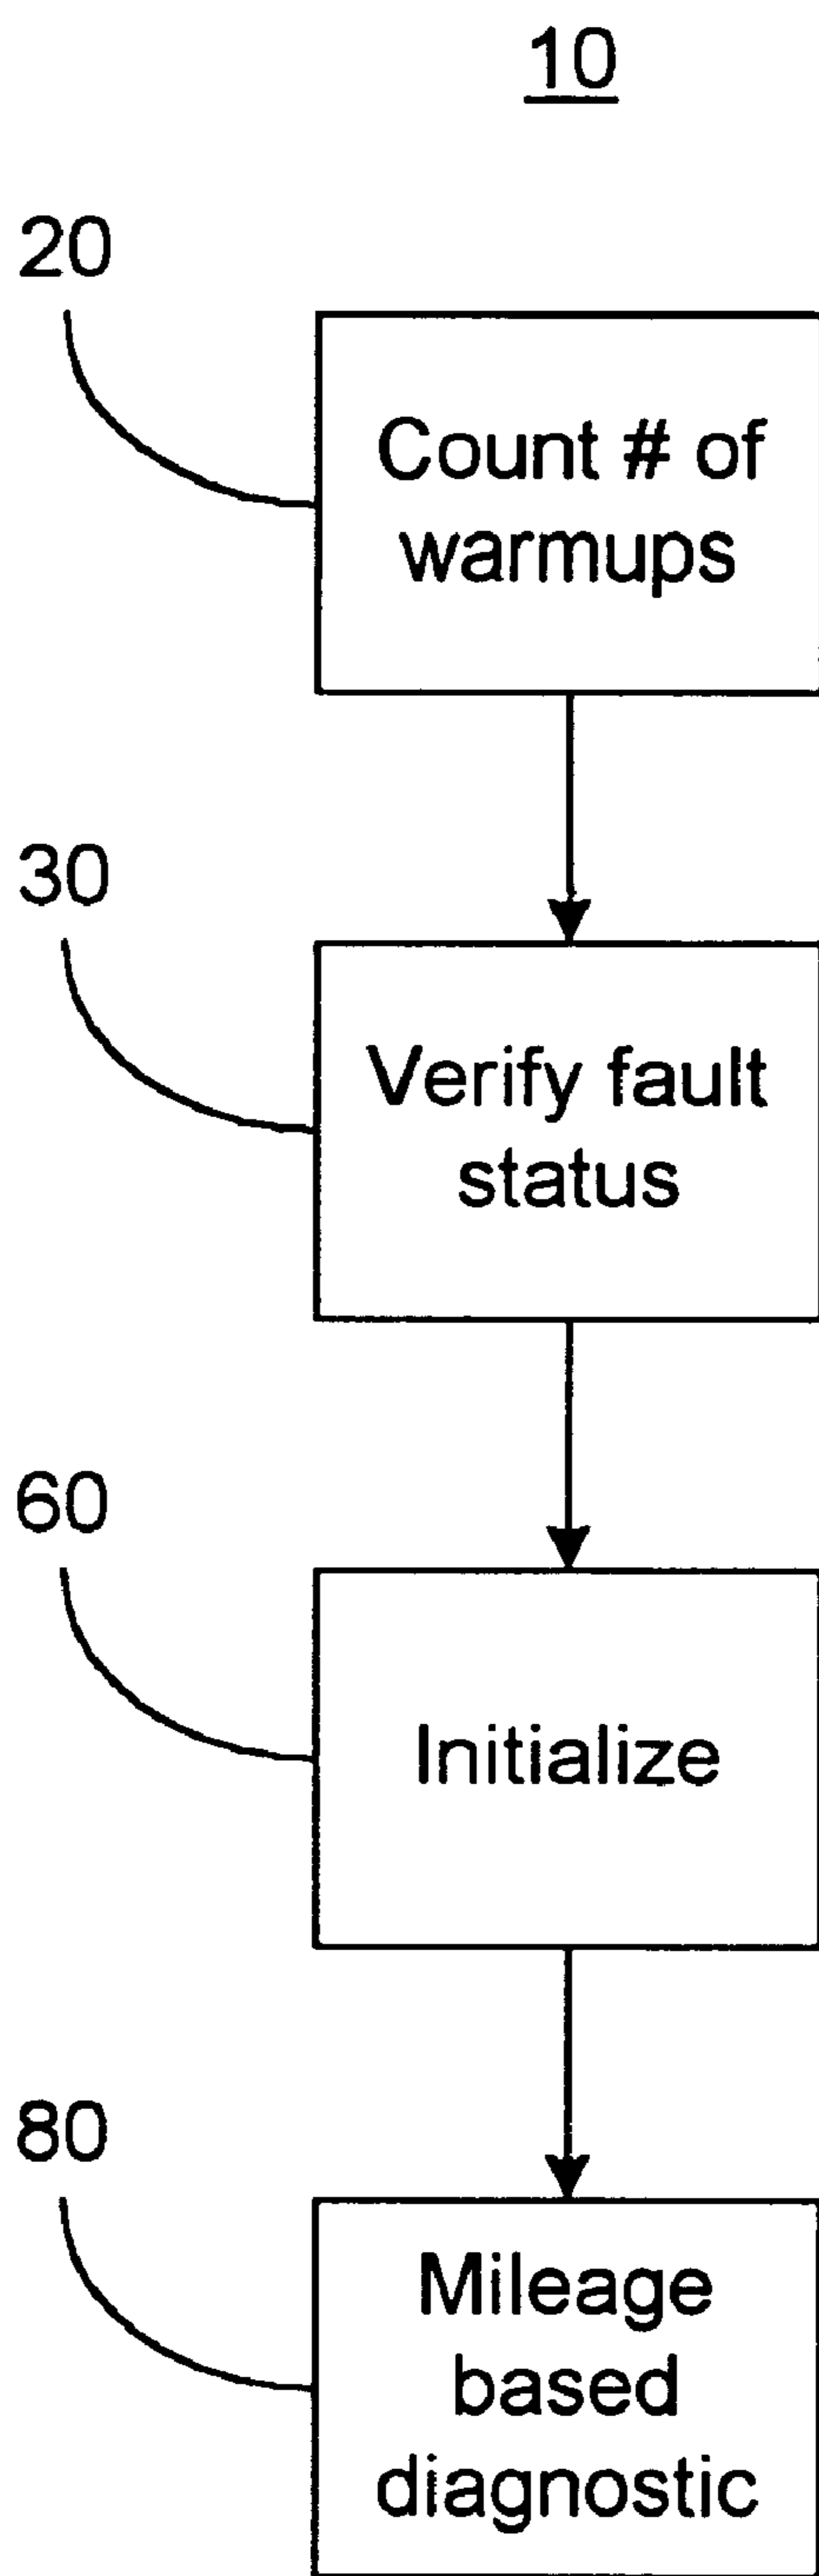 10
20
Count # of
warmups
30
Verify fault
status
60
Initialize
80
Mileage
based
diagnostic